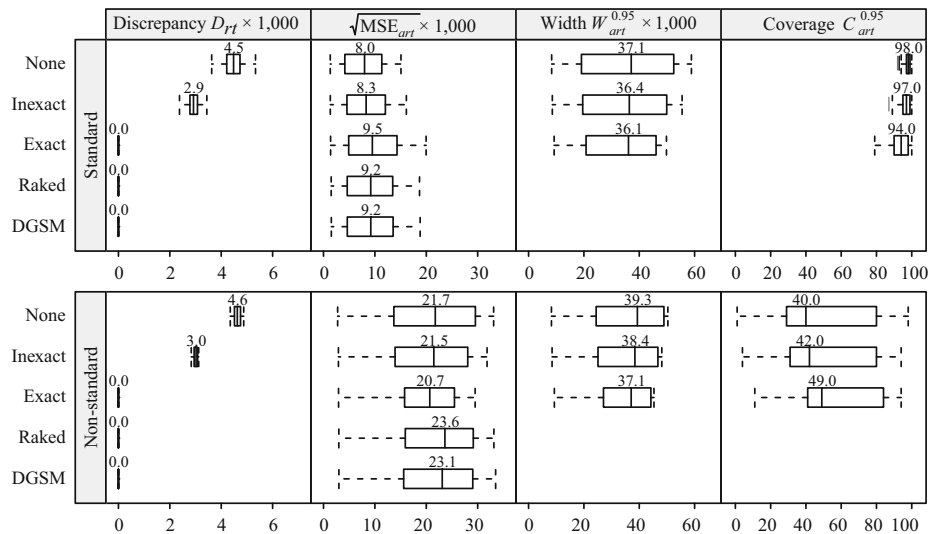 Discrepancy D_rt × 1,000 √MSE_art × 1,000 Width W_art^0.95 × 1,000 Coverage C_art^0.95
Standard
None 4.5 8.0 37.1 98.0
Inexact 2.9 8.3 36.4 97.0
Exact 0.0 9.5 36.1 94.0
Raked 0.0 9.2
DGSM 0.0 9.2
0 2 4 6 0 10 20 30 0 20 40 60 0 20 40 60 80 100
Non-standard
None 4.6 21.7 39.3 40.0
Inexact 3.0 21.5 38.4 42.0
Exact 0.0 20.7 37.1 49.0
Raked 0.0 23.6
DGSM 0.0 23.1
0 2 4 6 0 10 20 30 0 20 40 60 0 20 40 60 80 100